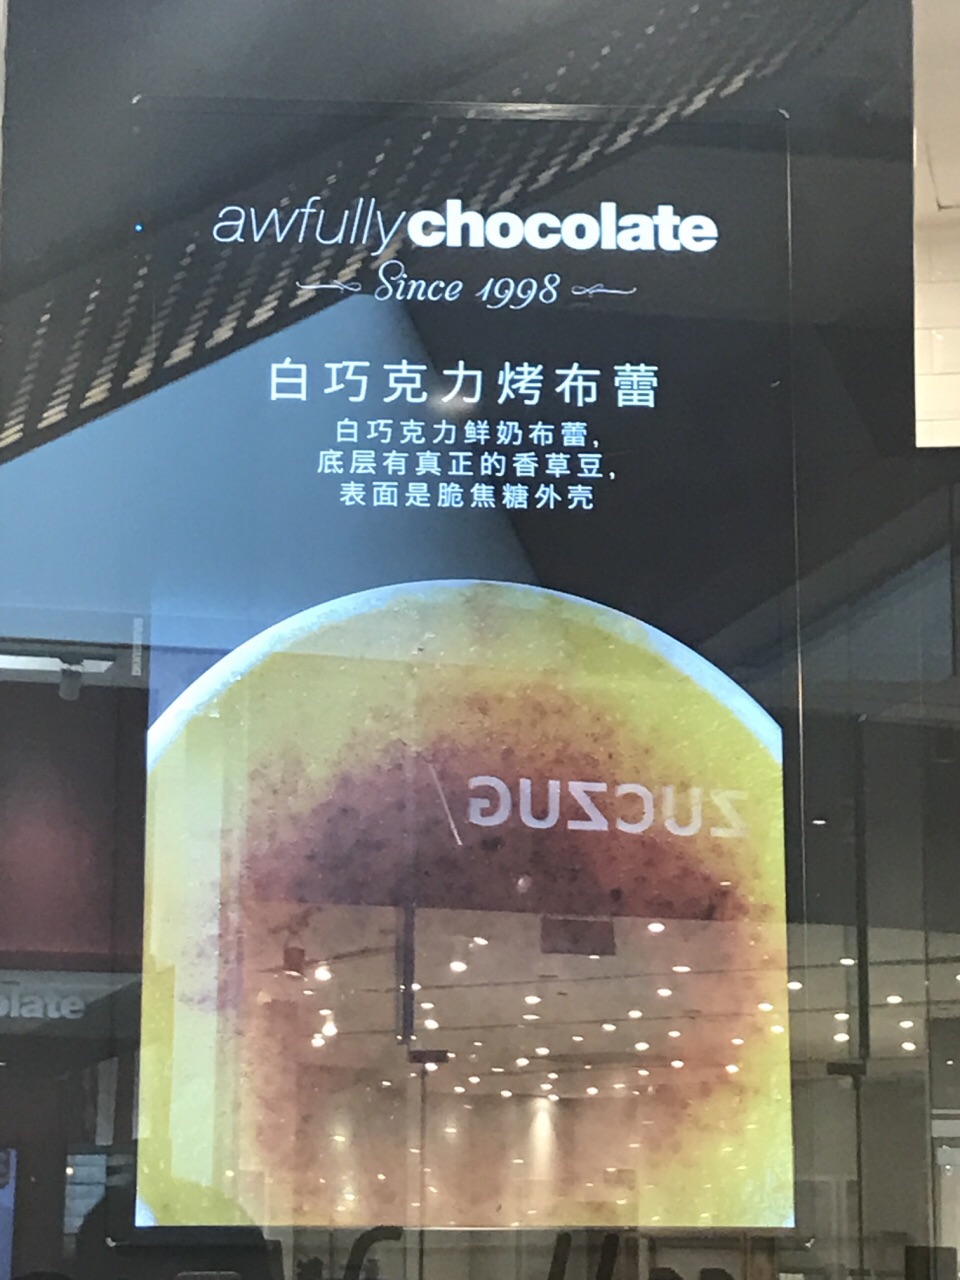 awfullychocolate
Since 1998
白巧克力烤布蕾
白巧克力鲜奶布蕾,
底层有真正的香草豆,
表面是脆焦糖外壳
ZUCZUG
olate